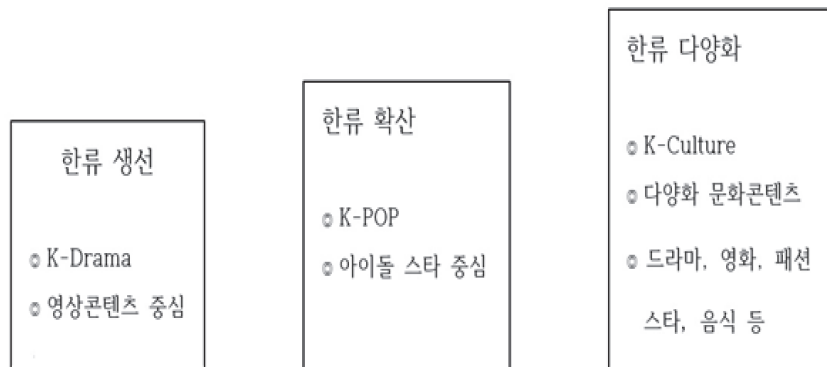 한류 생선
◎ K-Drama
◎ 영상콘텐츠 중심
한류 확산
◎ K-POP
◎ 아이돌 스타 중심
한류 다양화
◎ K-Culture
◎ 다양화 문화콘텐츠
◎ 드라마, 영화, 패션
스타, 음식 등